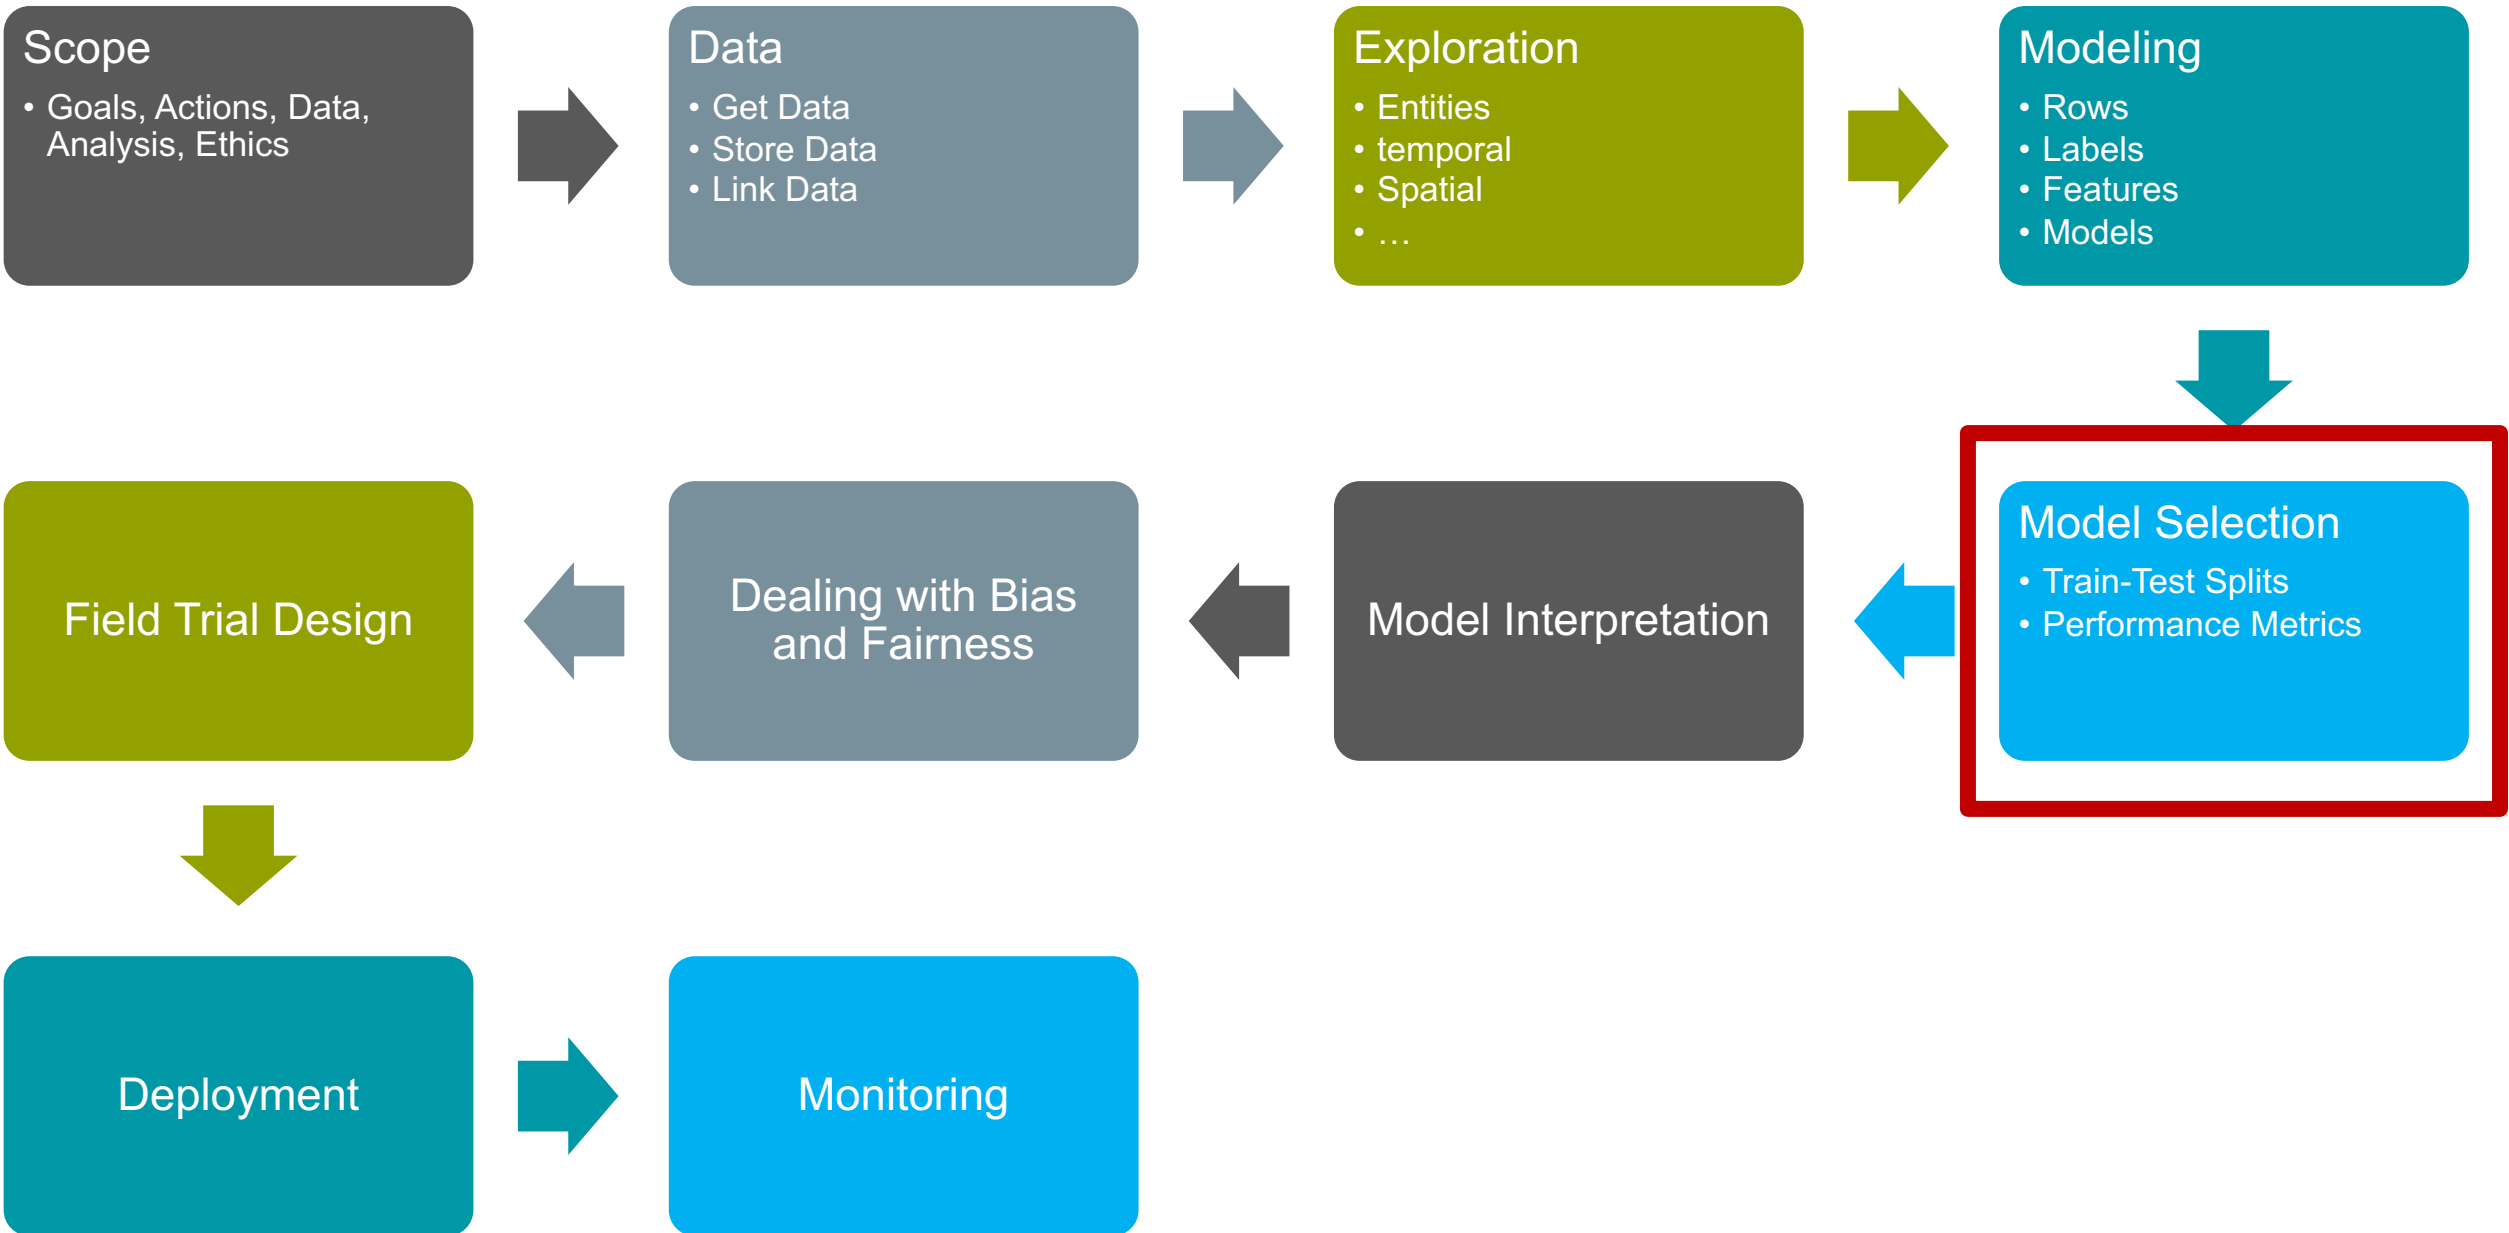 Scope
• Goals, Actions, Data,
Analysis, Ethics
Data
• Get Data
• Store Data
• Link Data
Exploration
• Entities
• temporal
• Spatial
• …
Modeling
• Rows
• Labels
• Features
• Models
Model Selection
• Train-Test Splits
• Performance Metrics
Model Interpretation
Dealing with Bias
and Fairness
Field Trial Design
Deployment
Monitoring